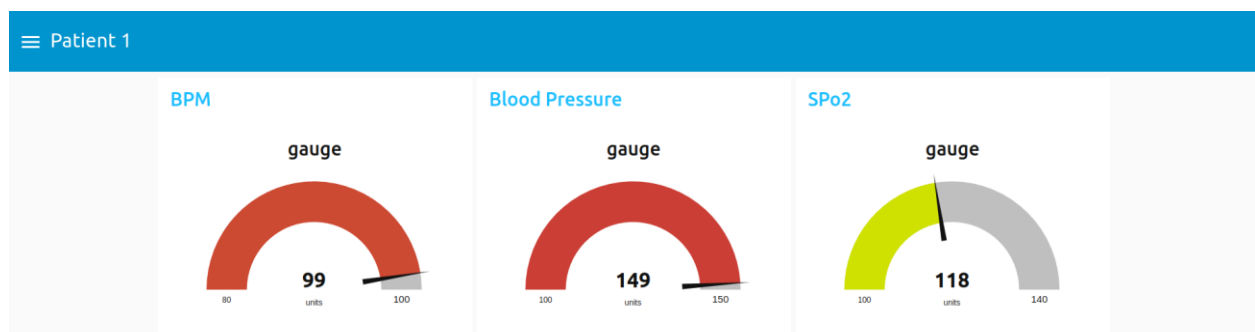 Patient 1
BPM
gauge
99
units
80
100
Blood Pressure
gauge
149
units
100
150
SPo2
gauge
118
units
100
140